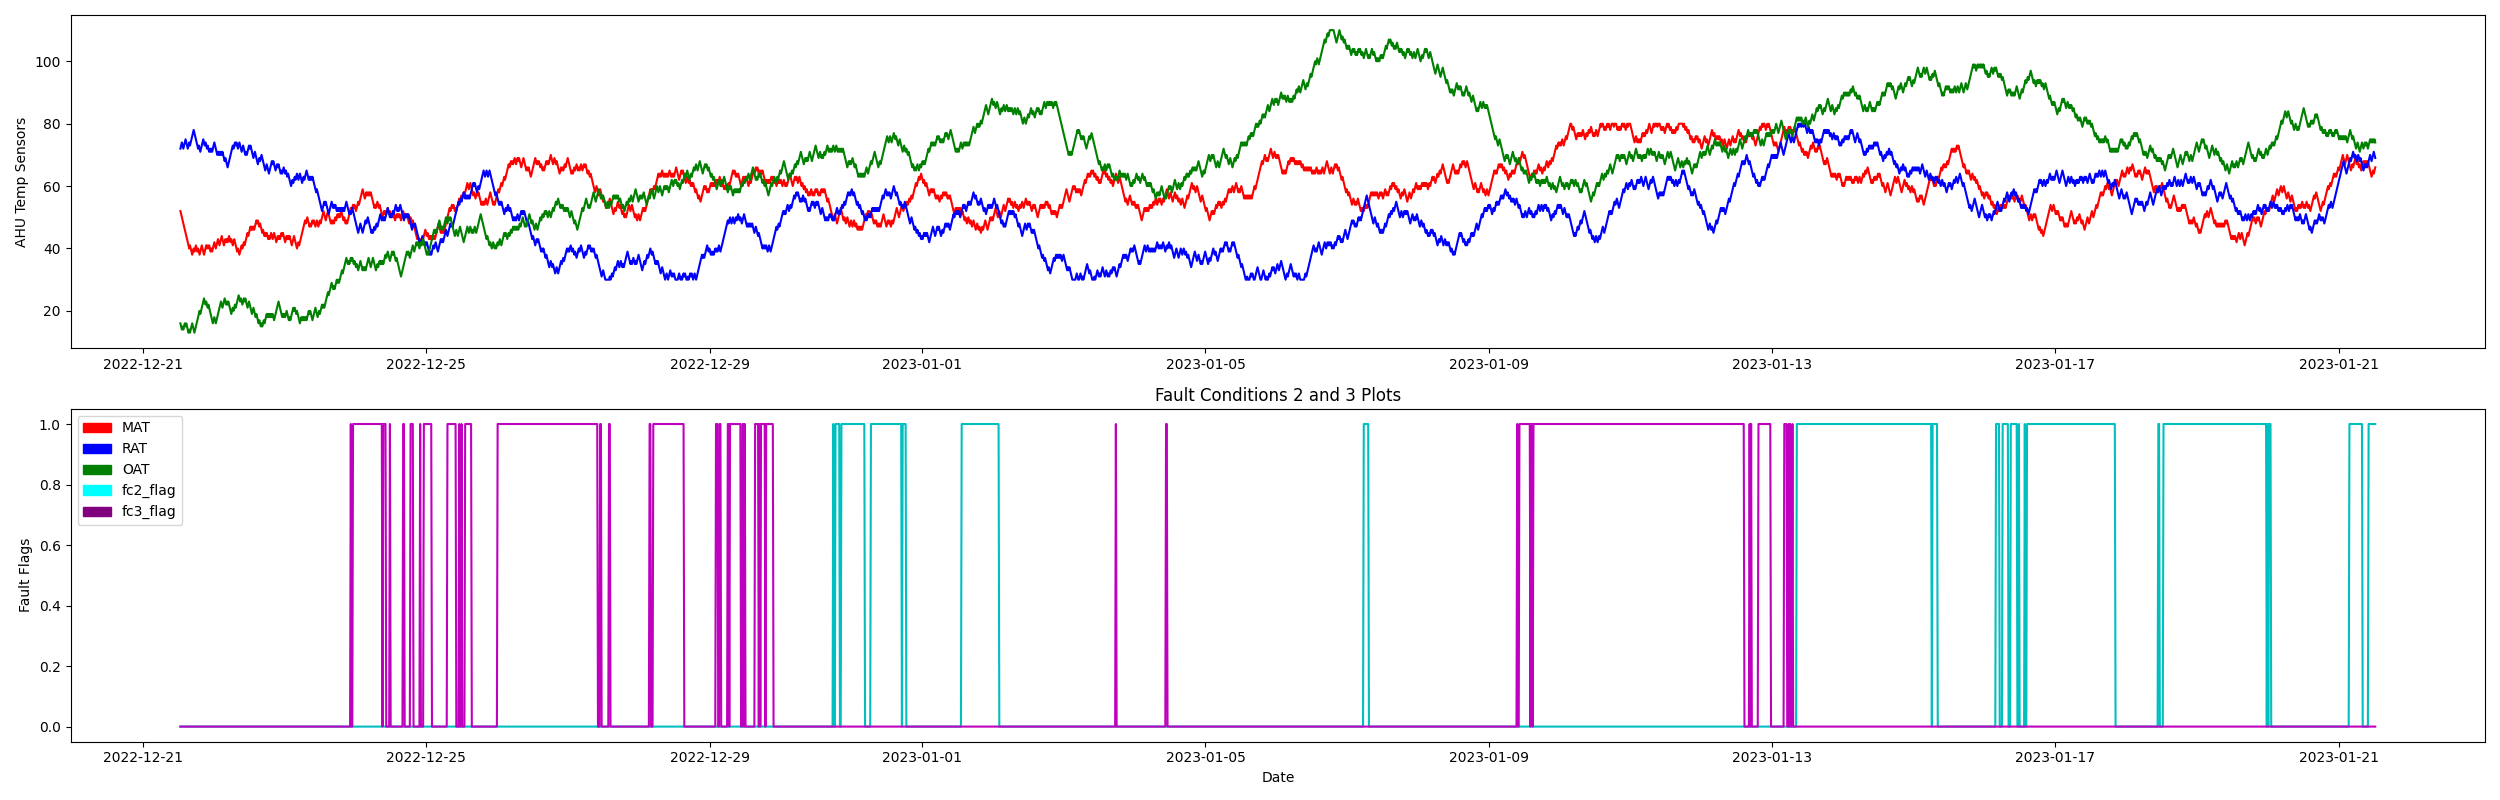 AHU Temp Sensors
100
80
60
40
20
2022-12-21 2022-12-25 2022-12-29 2023-01-01 2023-01-05 2023-01-09 2023-01-13 2023-01-17 2023-01-21
Fault Conditions 2 and 3 Plots
Fault Flags
1.0
0.8
0.6
0.4
0.2
0.0
MAT
RAT
OAT
fc2_flag
fc3_flag
2022-12-21 2022-12-25 2022-12-29 2023-01-01 2023-01-05 2023-01-09 2023-01-13 2023-01-17 2023-01-21
Date